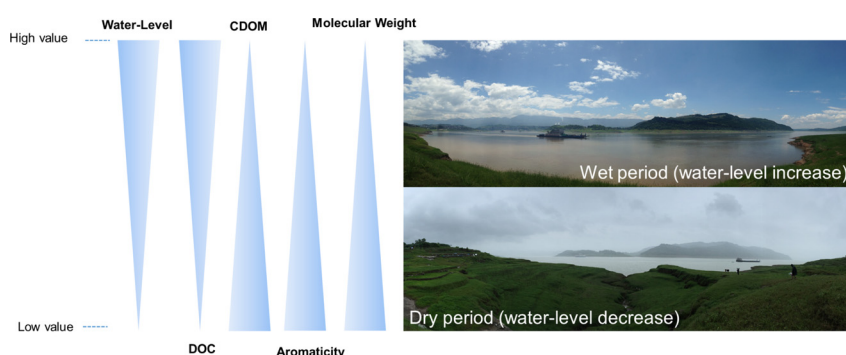 Water-Level
CDOM
Molecular Weight
High value
Wet period (water-level increase)
Dry period (water-level decrease)
Low value
DOC
Aromaticity